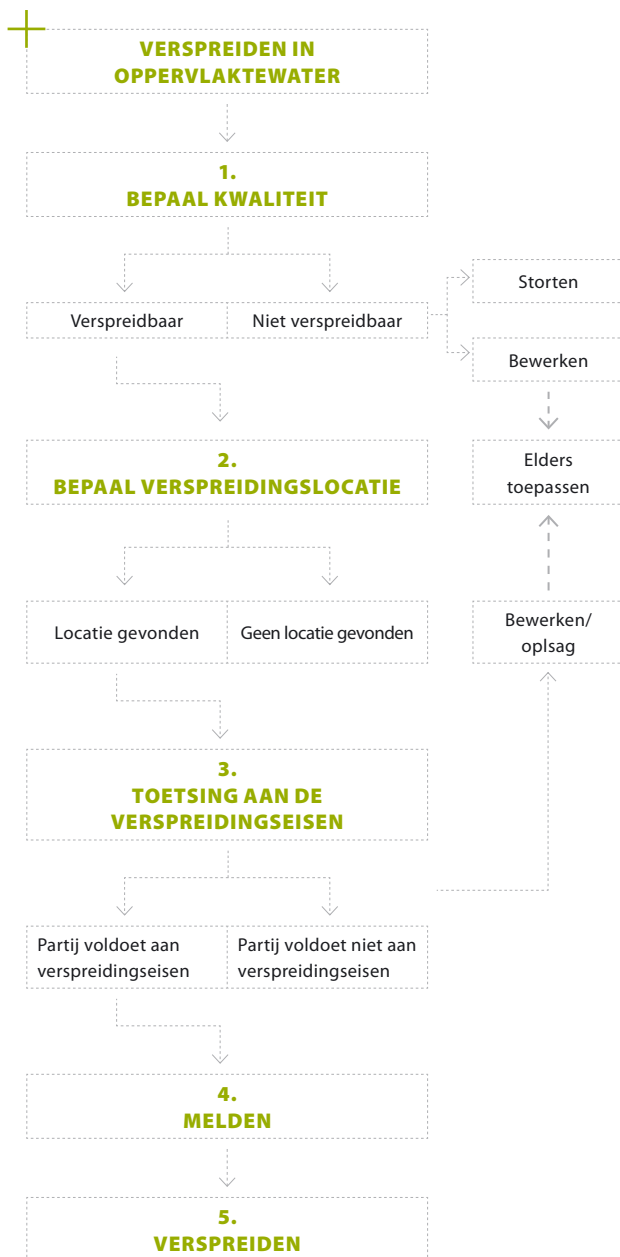 VERSPREIDEN IN
OPPERVLAKTEWATER
1.
BEPAAL KWALITEIT
Verspreidbaar
Niet verspreidbaar
Storten
Bewerken
2.
BEPAAL VERSPREIDINGSLOCATIE
Elders
toepassen
Locatie gevonden
Geen locatie gevonden
Bewerken/
oplsag
3.
TOETSING AAN DE
VERSPREIDINGSEISEN
Partij voldoet aan
verspreidingseisen
Partij voldoet niet aan
verspreidingseisen
4.
MELDEN
5.
VERSPREIDEN